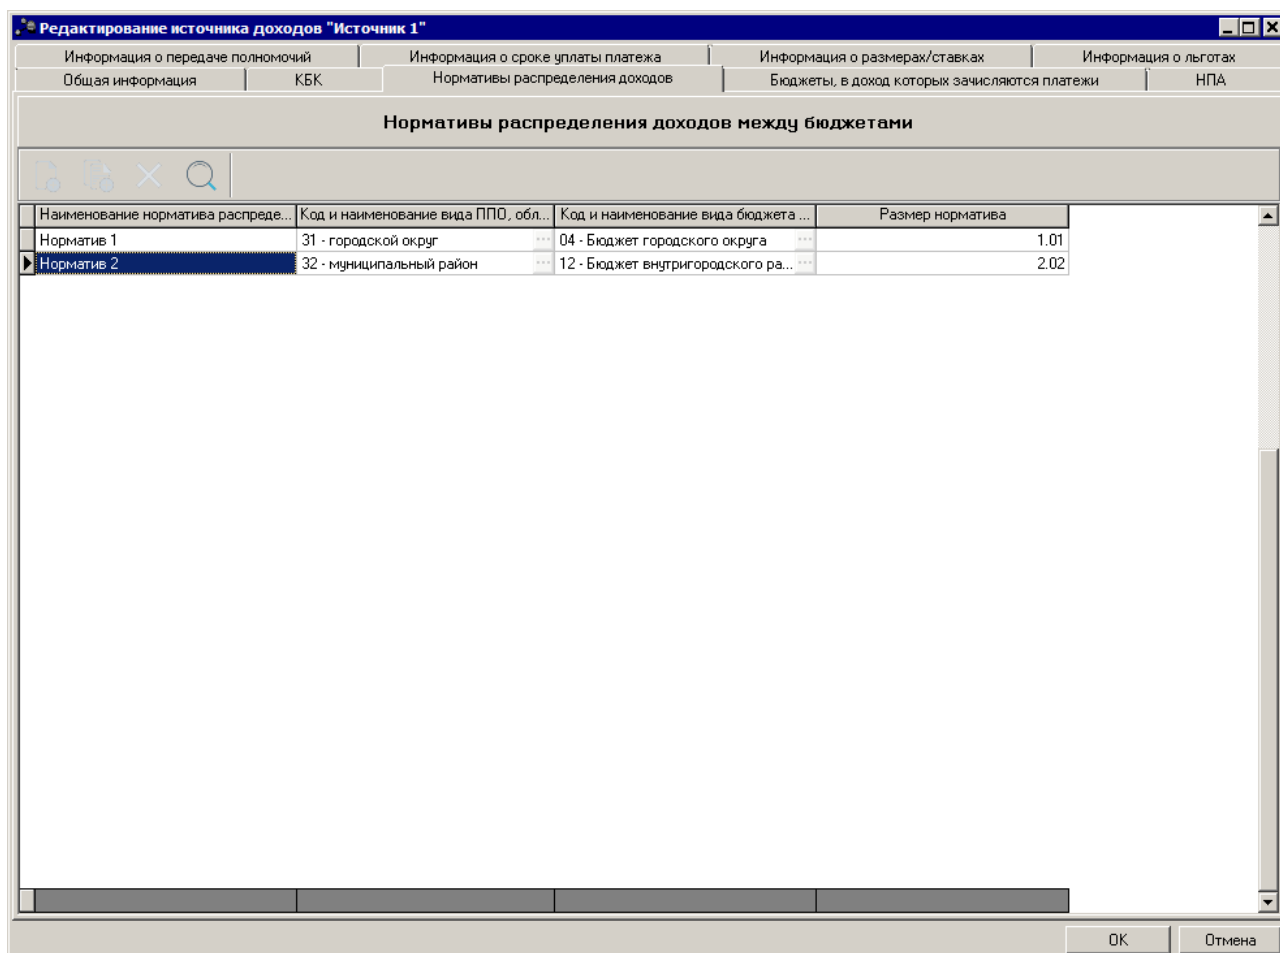 Редактирование источника доходов "Источник 1"
Информация о передаче полномочий Информация о сроке уплаты платежа Информация о размерах/ставках Информация о льготах
Общая информация КБК Нормативы распределения доходов Бюджеты, в доход которых зачисляются платежи НПА
Нормативы распределения доходов между бюджетами
Наименование норматива распреде... Код и наименование вида ППО, обл... Код и наименование вида бюджета ... Размер норматива
Норматив 1 31 - городской округ ... 04 - Бюджет городского округа ... 1.01
Норматив 2 32 - муниципальный район ... 12 - Бюджет внутригородского ра... ... 2.02
OK Отмена